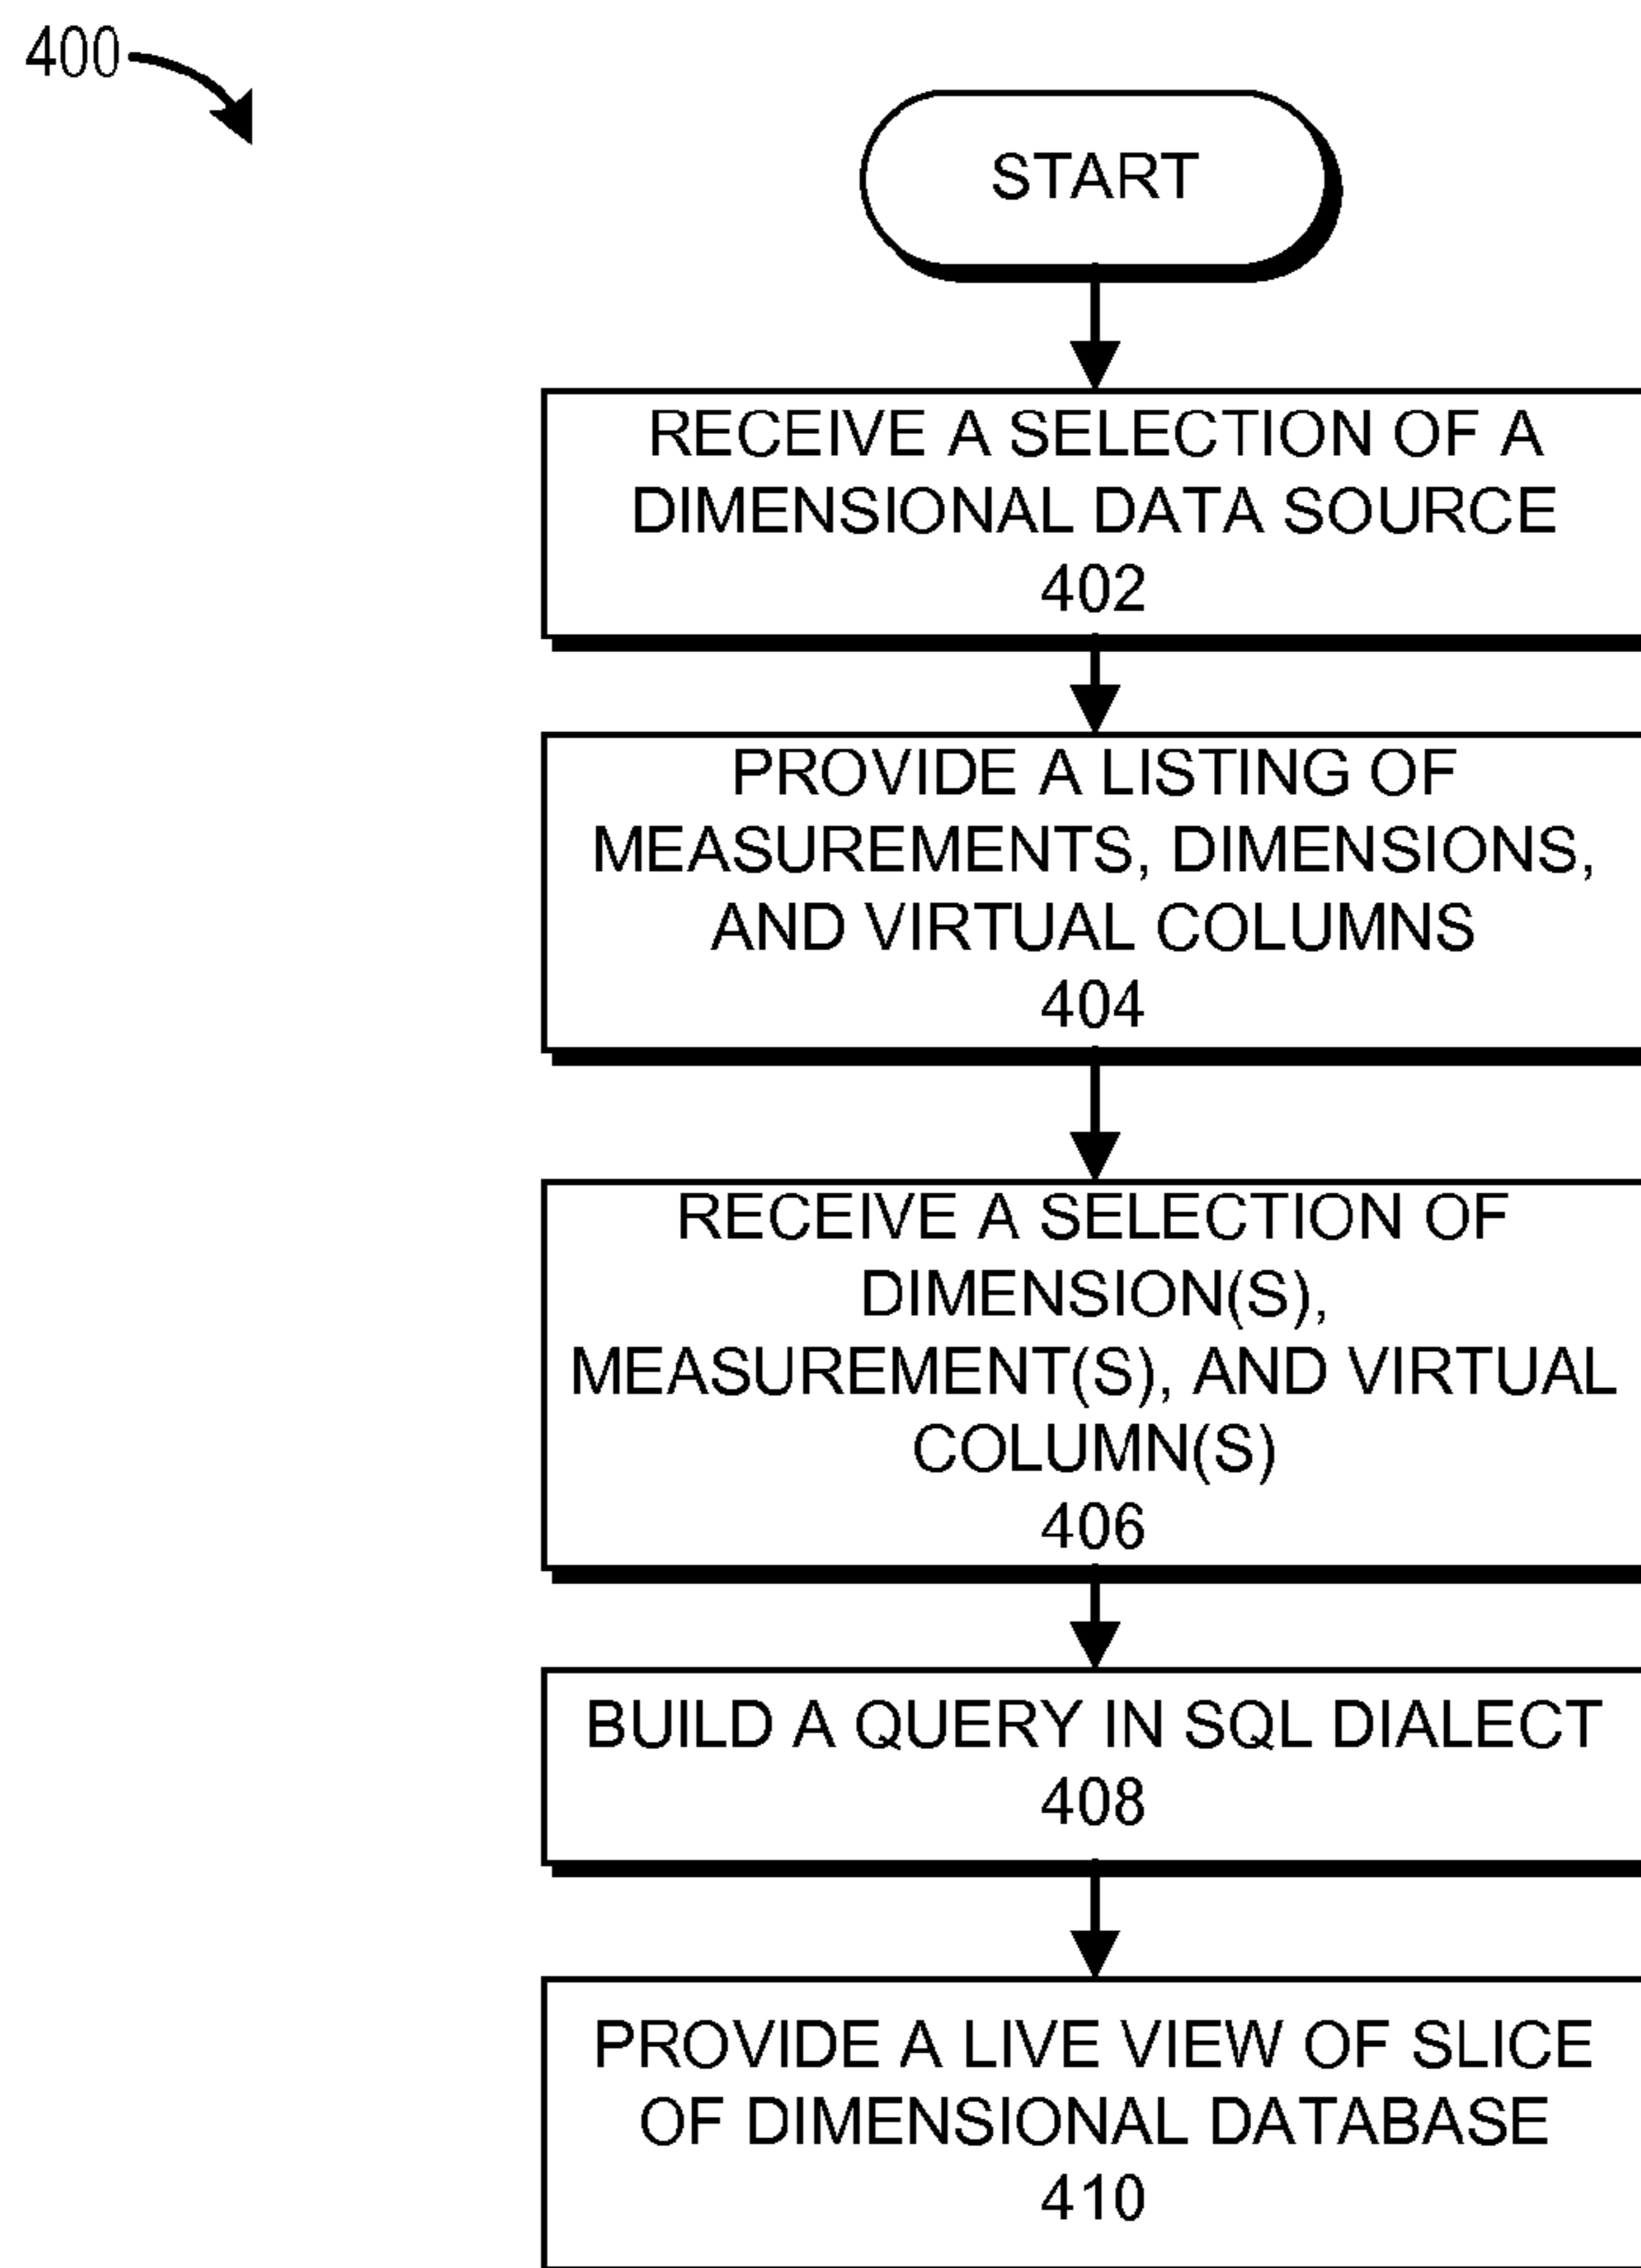 400
START
RECEIVE A SELECTION OF A
DIMENSIONAL DATA SOURCE
402
PROVIDE A LISTING OF
MEASUREMENTS, DIMENSIONS,
AND VIRTUAL COLUMNS
404
RECEIVE A SELECTION OF
DIMENSION(S),
MEASUREMENT(S), AND VIRTUAL
COLUMN(S)
406
BUILD A QUERY IN SQL DIALECT
408
PROVIDE A LIVE VIEW OF SLICE
OF DIMENSIONAL DATABASE
410